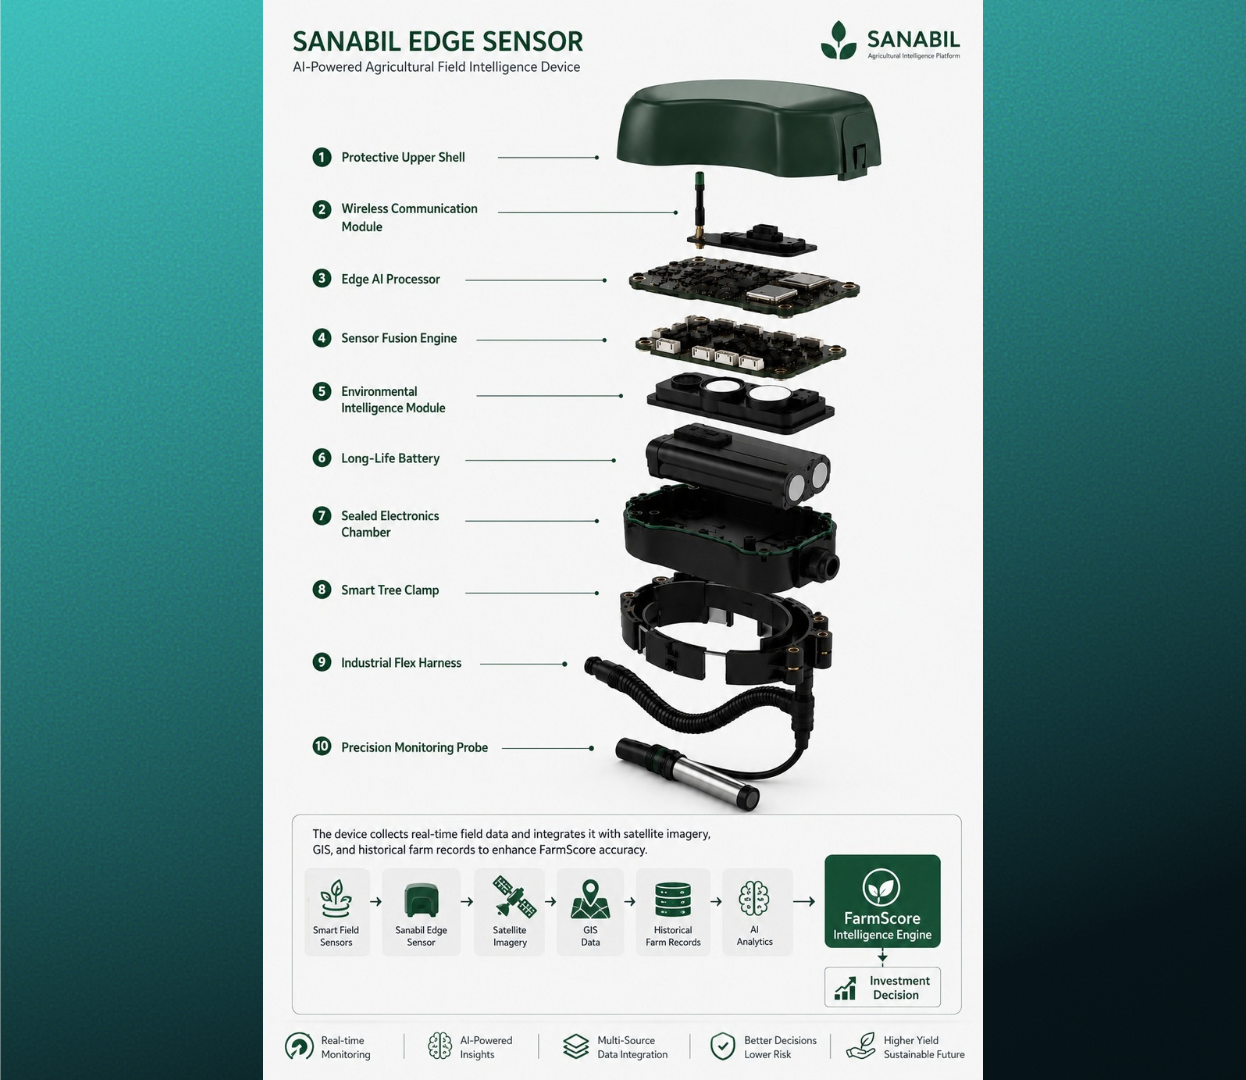 SANABIL EDGE SENSOR
AI-Powered Agricultural Field Intelligence Device
SANABIL
Agricultural Intelligence Platform
1 Protective Upper Shell
2 Wireless Communication
Module
3 Edge AI Processor
4 Sensor Fusion Engine
5 Environmental
Intelligence Module
6 Long-Life Battery
7 Sealed Electronics
Chamber
8 Smart Tree Clamp
9 Industrial Flex Harness
10 Precision Monitoring Probe
The device collects real-time field data and integrates it with satellite imagery,
GIS, and historical farm records to enhance FarmScore accuracy.
Smart Field
Sensors
Sanabil Edge
Sensor
Satellite
Imagery
GIS
Data
Historical
Farm Records
AI
Analytics
FarmScore
Intelligence Engine
Investment
Decision
Real-time
Monitoring
AI-Powered
Insights
Multi-Source
Data Integration
Better Decisions
Lower Risk
Higher Yield
Sustainable Future